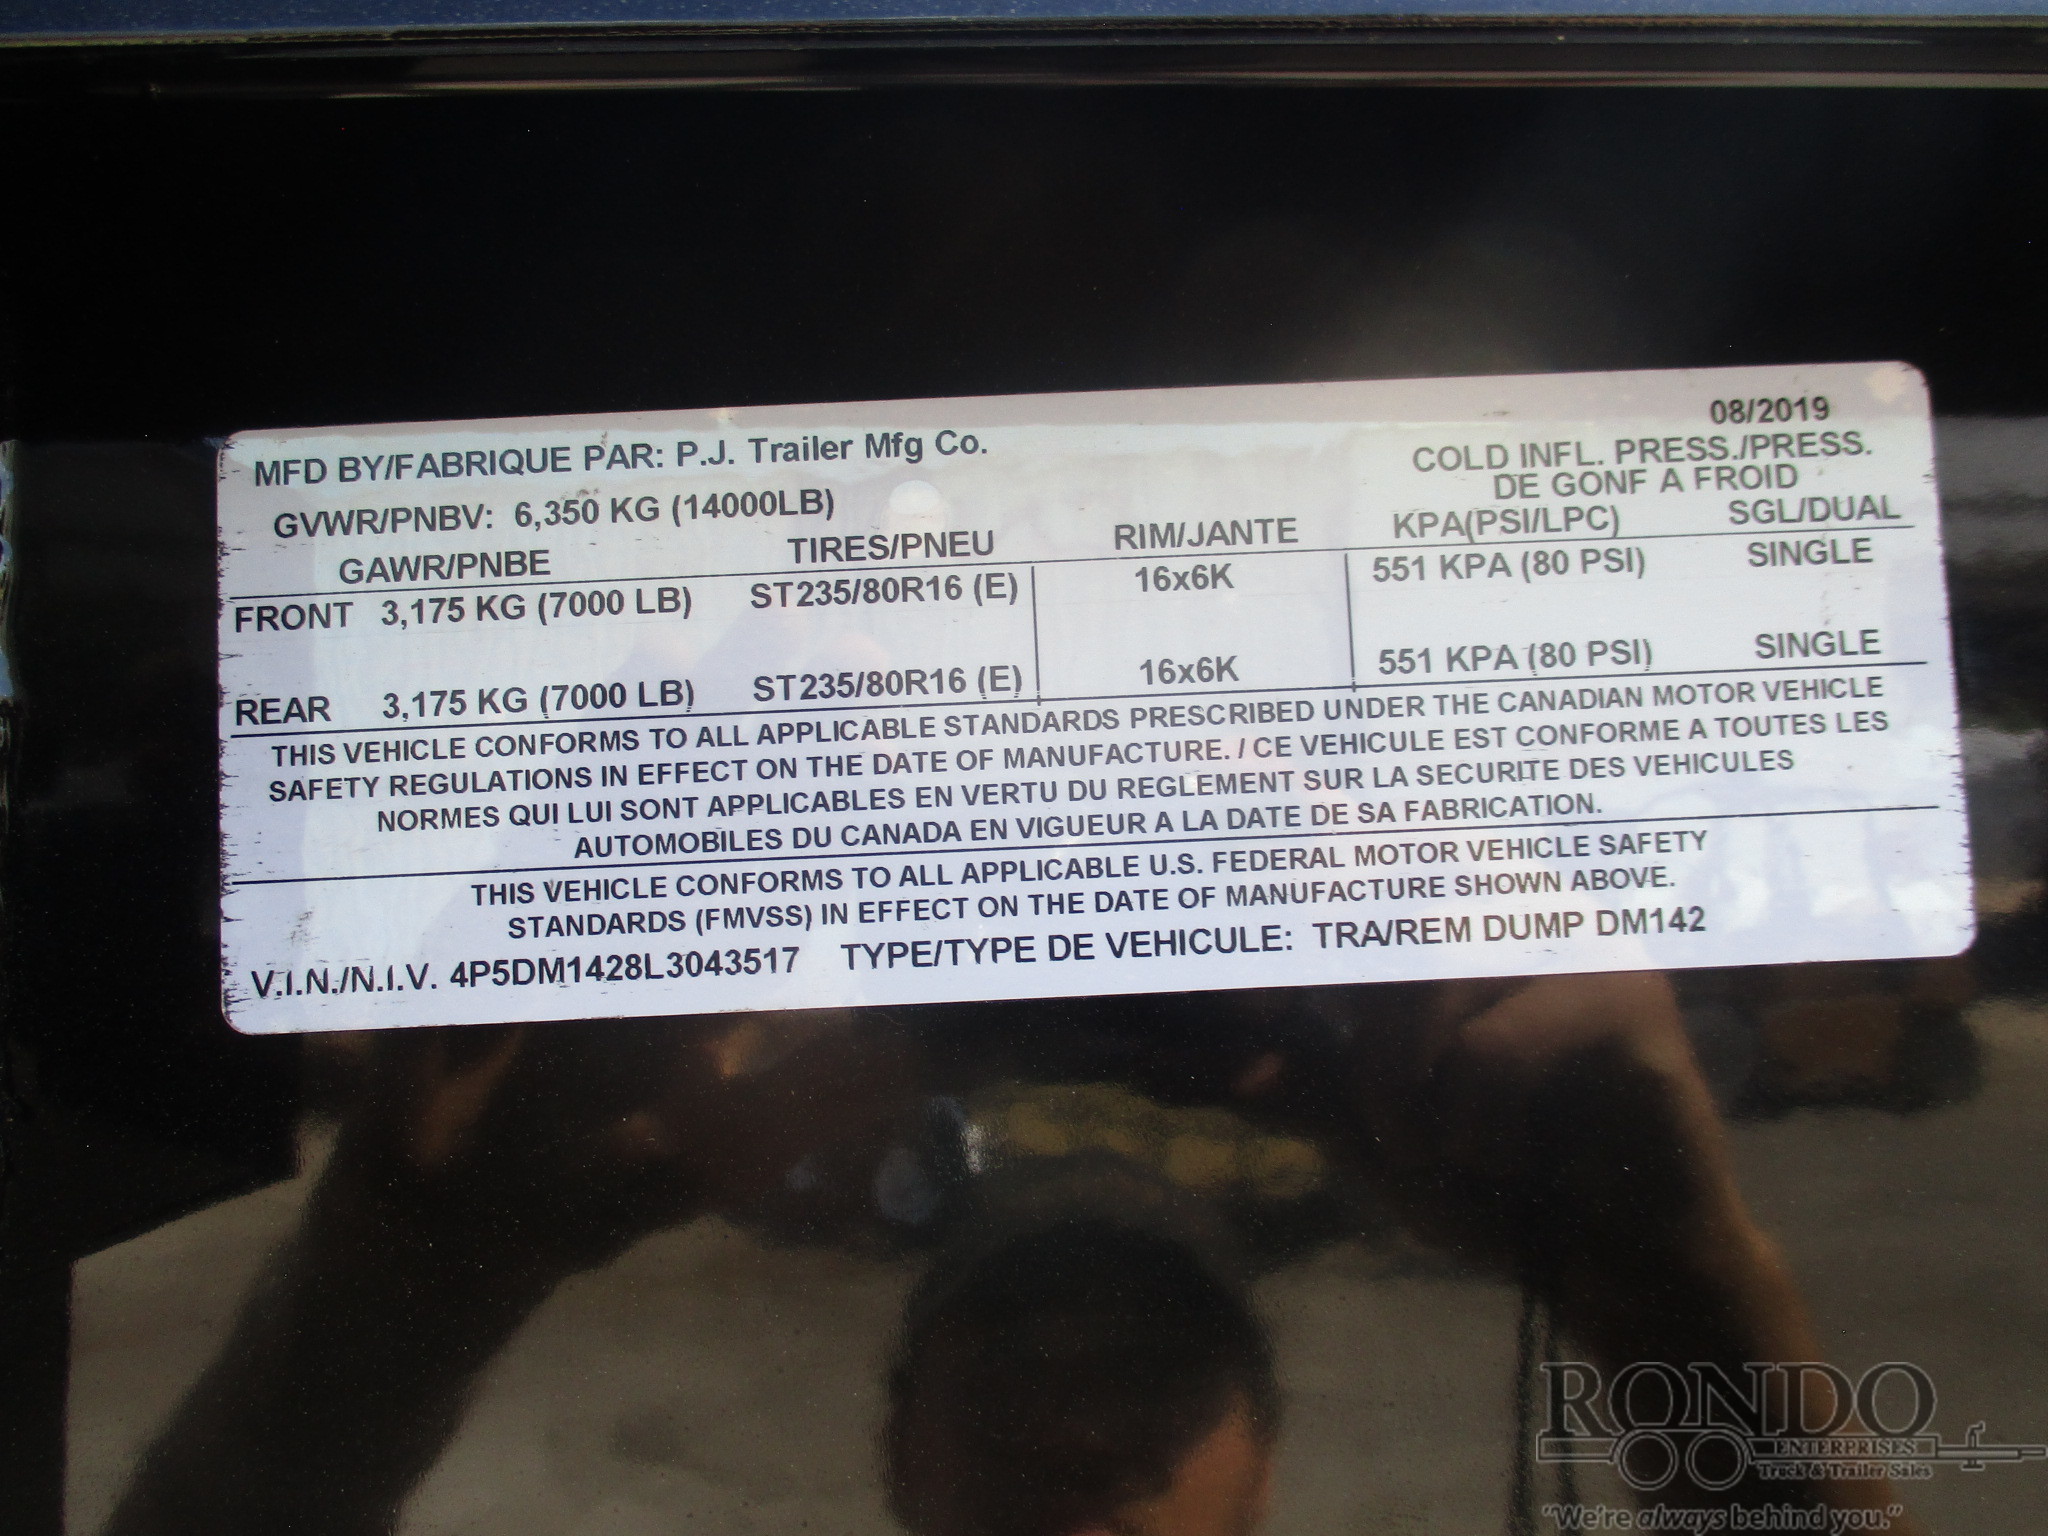 08/2019
MFD BY/FABRIQUE PAR: P.J. Trailer Mfg Co.
COLD INFL. PRESS./PRESS.
DE GONF A FROID
GVWR/PNBV: 6,350 KG (14000LB)
GAWR/PNBE TIRES/PNEU RIM/JANTE KPA(PSI/LPC) SGL/DUAL
FRONT 3,175 KG (7000 LB) ST235/80R16 (E) 16x6K 551 KPA (80 PSI) SINGLE
REAR 3,175 KG (7000 LB) ST235/80R16 (E) 16x6K 551 KPA (80 PSI) SINGLE
THIS VEHICLE CONFORMS TO ALL APPLICABLE STANDARDS PRESCRIBED UNDER THE CANADIAN MOTOR VEHICLE
SAFETY REGULATIONS IN EFFECT ON THE DATE OF MANUFACTURE. / CE VEHICULE EST CONFORME A TOUTES LES
NORMES QUI LUI SONT APPLICABLES EN VERTU DU REGLEMENT SUR LA SECURITE DES VEHICULES
AUTOMOBILES DU CANADA EN VIGUEUR A LA DATE DE SA FABRICATION.
THIS VEHICLE CONFORMS TO ALL APPLICABLE U.S. FEDERAL MOTOR VEHICLE SAFETY
STANDARDS (FMVSS) IN EFFECT ON THE DATE OF MANUFACTURE SHOWN ABOVE.
V.I.N./N.I.V. 4P5DM1428L3043517 TYPE/TYPE DE VEHICULE: TRA/REM DUMP DM142
RONDO
ENTERPRISES
Truck & Trailer Sales
"We're always behind you."